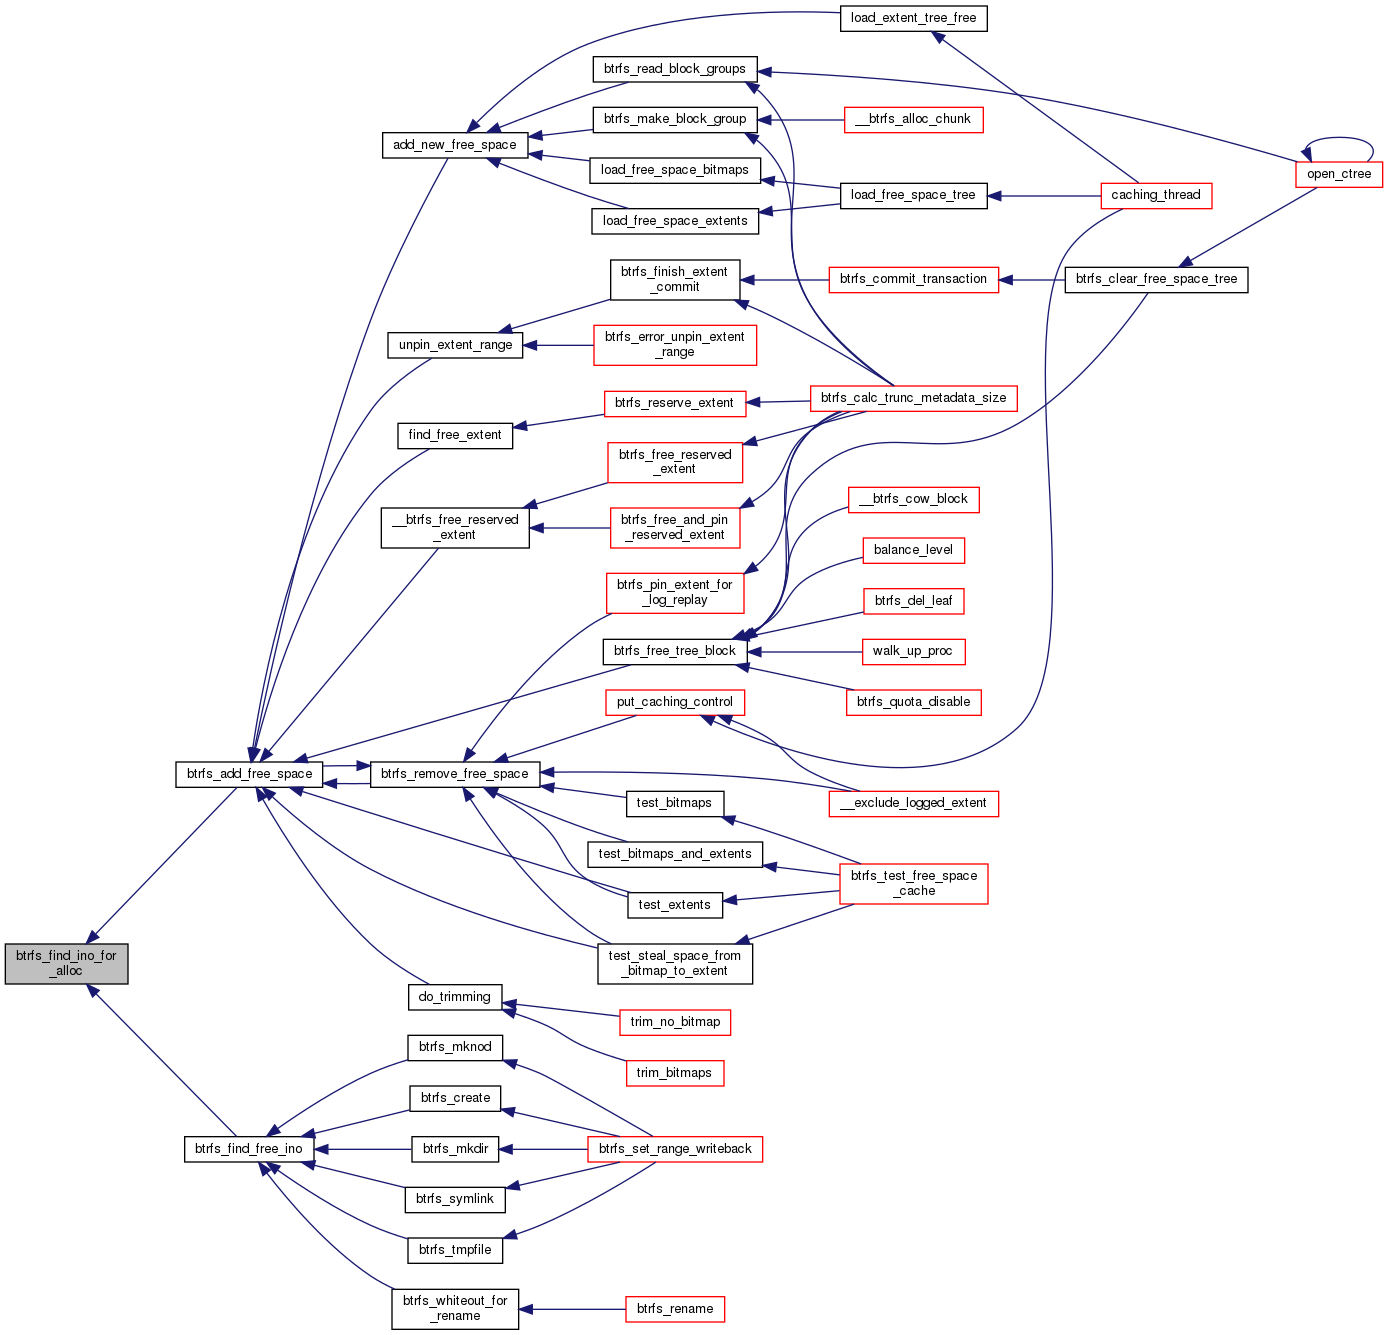 load_extent_tree_free
btrfs_read_block_groups
btrfs_make_block_group
__btrfs_alloc_chunk
add_new_free_space
load_free_space_bitmaps
open_ctree
load_free_space_tree
caching_thread
load_free_space_extents
btrfs_finish_extent
_commit
btrfs_commit_transaction
btrfs_clear_free_space_tree
unpin_extent_range
btrfs_error_unpin_extent
_range
btrfs_reserve_extent
btrfs_calc_trunc_metadata_size
find_free_extent
btrfs_free_reserved
_extent
__btrfs_cow_block
__btrfs_free_reserved
_extent
btrfs_free_and_pin
_reserved_extent
balance_level
btrfs_pin_extent_for
_log_replay
btrfs_del_leaf
btrfs_free_tree_block
walk_up_proc
put_caching_control
btrfs_quota_disable
btrfs_add_free_space
btrfs_remove_free_space
test_bitmaps
__exclude_logged_extent
test_bitmaps_and_extents
btrfs_test_free_space
_cache
test_extents
btrfs_find_ino_for
_alloc
test_steal_space_from
_bitmap_to_extent
do_trimming
trim_no_bitmap
btrfs_mknod
trim_bitmaps
btrfs_create
btrfs_find_free_ino
btrfs_mkdir
btrfs_set_range_writeback
btrfs_symlink
btrfs_tmpfile
btrfs_whiteout_for
_rename
btrfs_rename